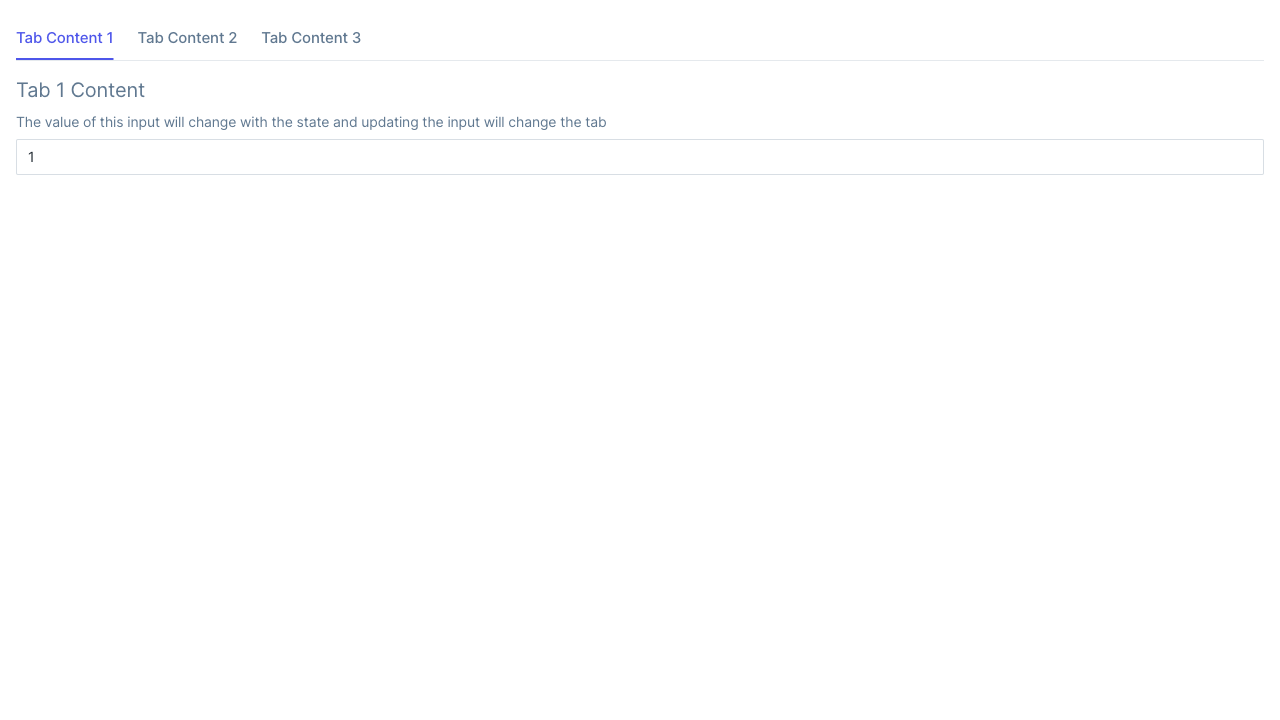 Tab Content 1 Tab Content 2 Tab Content 3
Tab 1 Content
The value of this input will change with the state and updating the input will change the tab
1